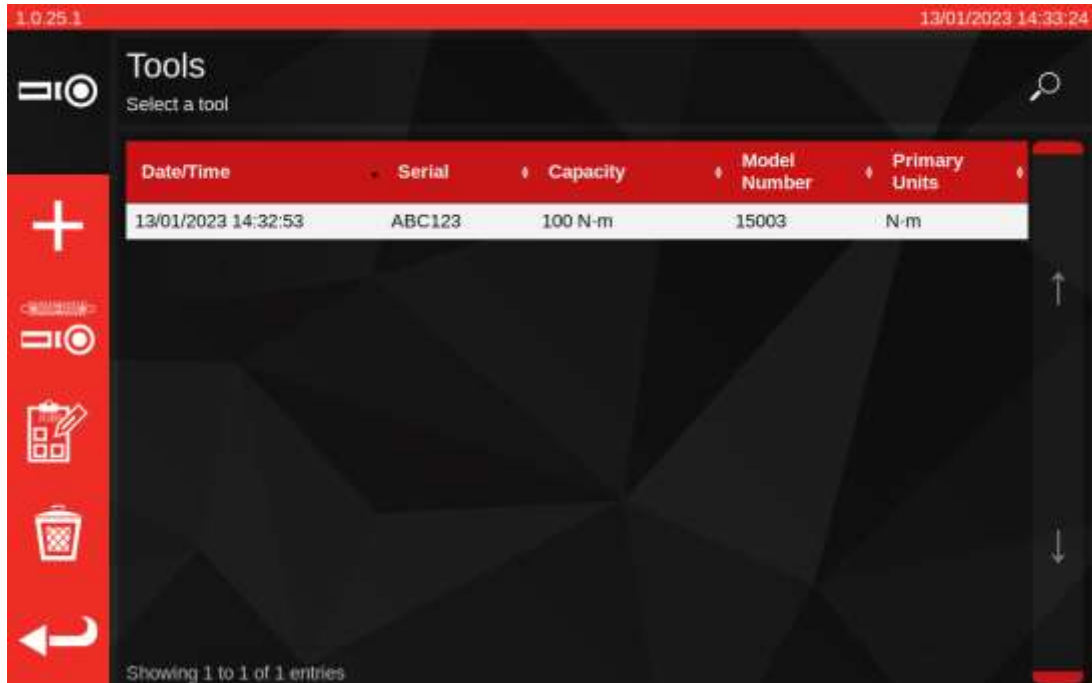 1.0.25.1 13/01/2023 14:33:24
Tools
Select a tool
Date/Time Serial Capacity Model Number Primary Units
13/01/2023 14:32:53 ABC123 100 N·m 15003 N·m
Showing 1 to 1 of 1 entries